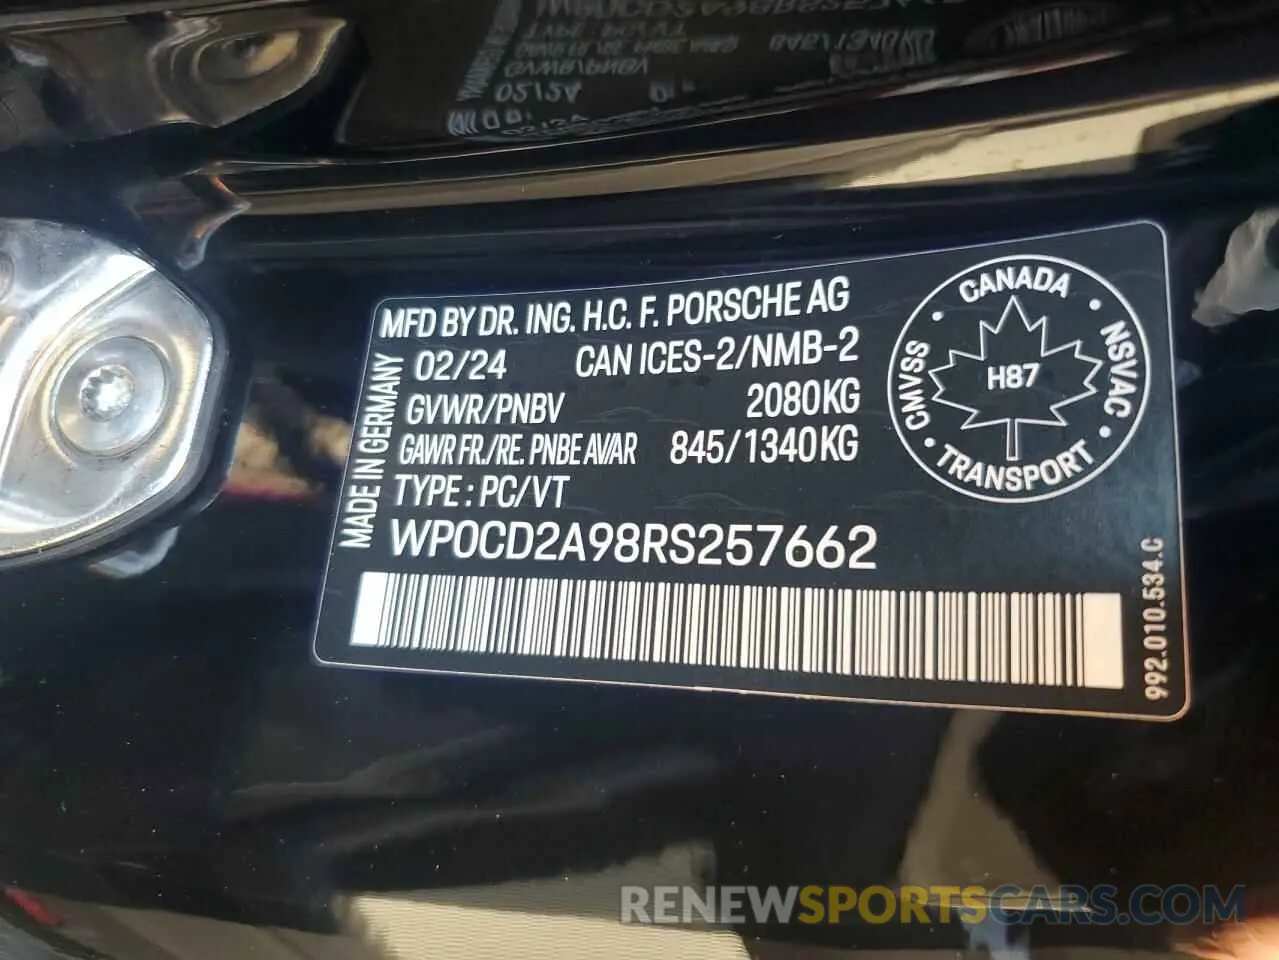 MFD BY DR. ING. H.C. F. PORSCHE AG
02/24 CAN ICES-2/NMB-2
GVWR/PNBV 2080KG
GAWR FR./RE. PNBE AV/AR 845/1340KG
TYPE: PC/VT
WP0CD2A98RS257662
MADE IN GERMANY
CANADA
CMVSS
NSVAC
H87
TRANSPORT
992.010.534.C
RENEWSPORTSCARS.COM